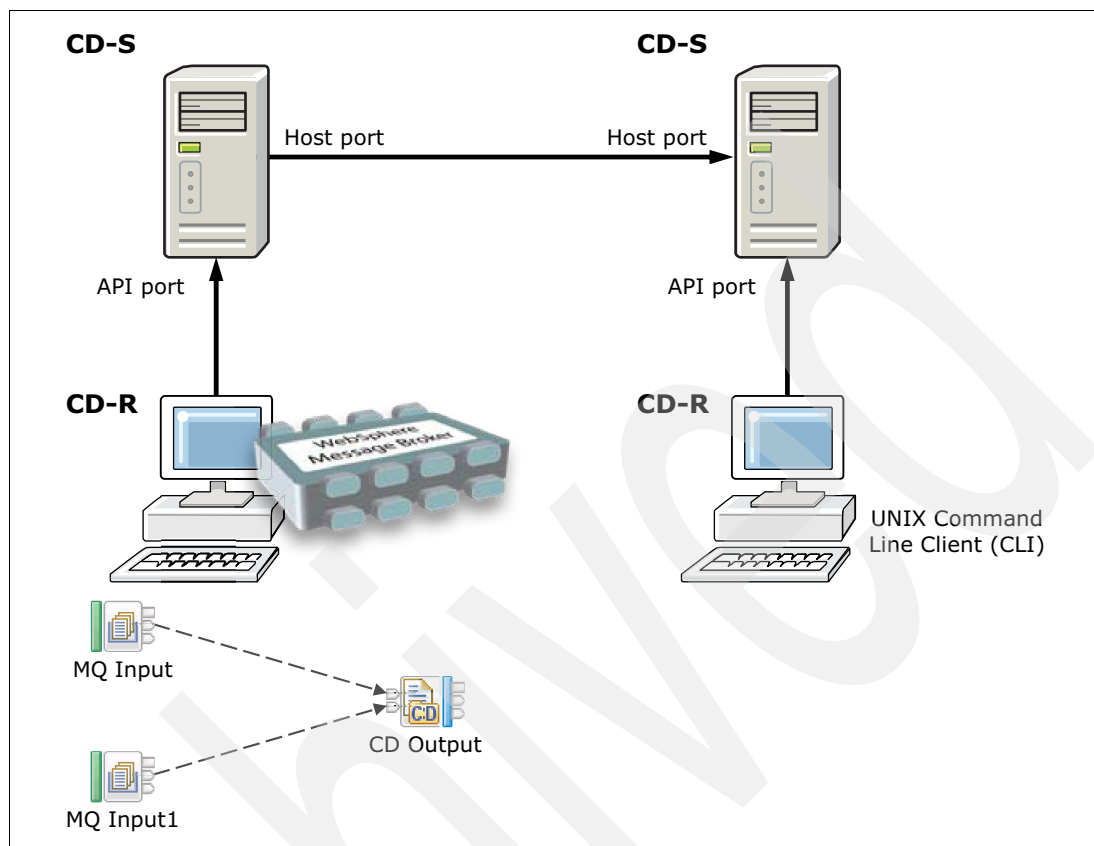 CD-S
CD-S
Host port
Host port
API port
API port
CD-R
WebSphere
Message Broker
CD-R
UNIX Command
Line Client (CLI)
MQ Input
CD
CD Output
MQ Input1
hived